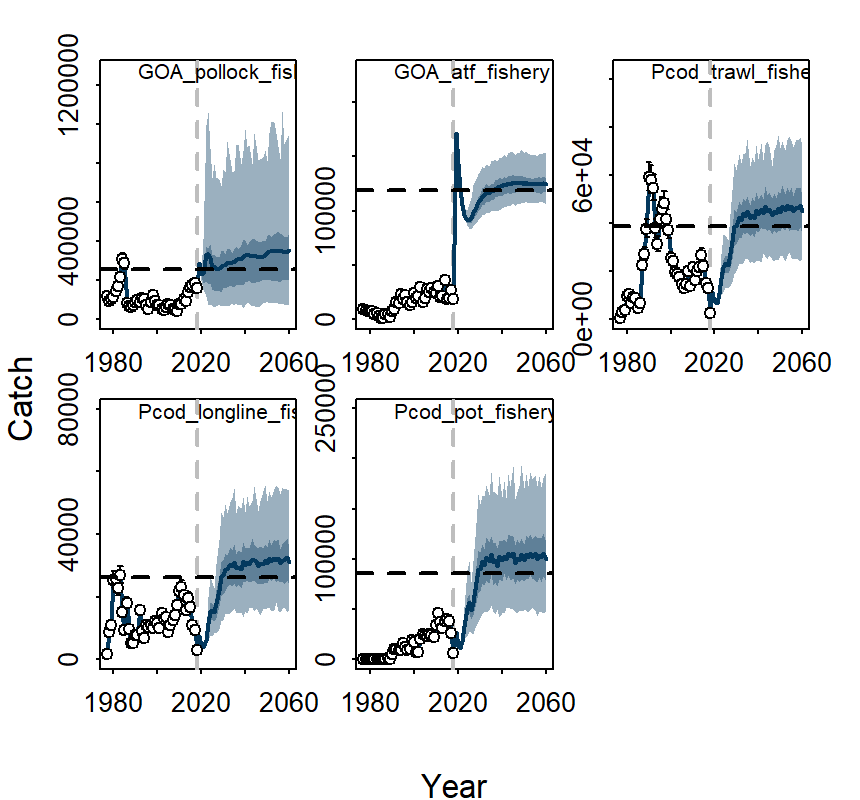 GOA_pollock_fish
GOA_atf_fishery
Pcod_trawl_fishe
0 400000 1200000
0 100000
0e+00 6e+04
1980 2020 2060
1980 2020 2060
1980 2020 2060
Pcod_longline_fis
Pcod_pot_fishery
0 40000 80000
0 100000 250000
1980 2020 2060
1980 2020 2060
Catch
Year